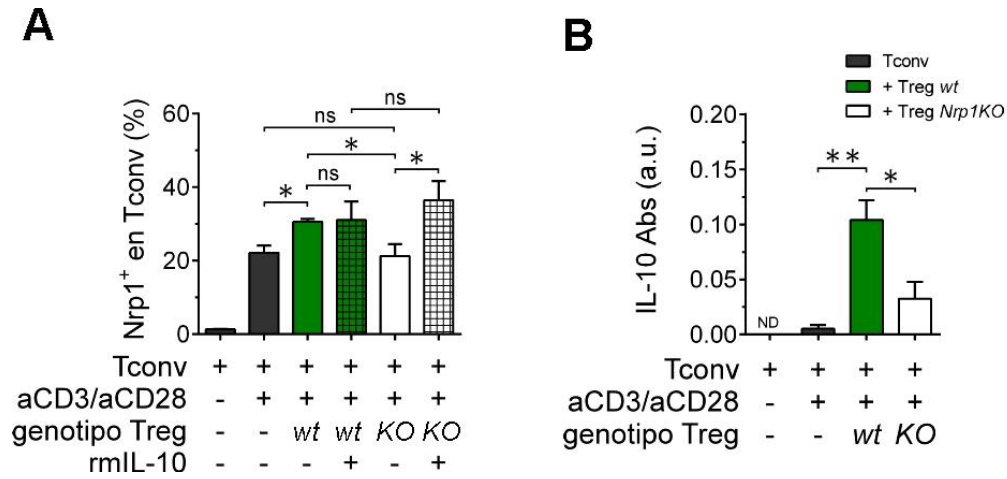 A
B
Tconv
+ Treg wt
+ Treg Nrp1KO
Nrp1+ en Tconv (%)
60
40
20
0
ns
ns
*
*
ns
*
IL-10 Abs (a.u.)
0.20
0.15
0.10
0.05
0.00
**
*
ND
Tconv + + + + + +
aCD3/aCD28 - + + + + +
genotipo Treg - - wt wt KO KO
rmIL-10 - - - + - +
Tconv + + + +
aCD3/aCD28 - + + +
genotipo Treg - - wt KO